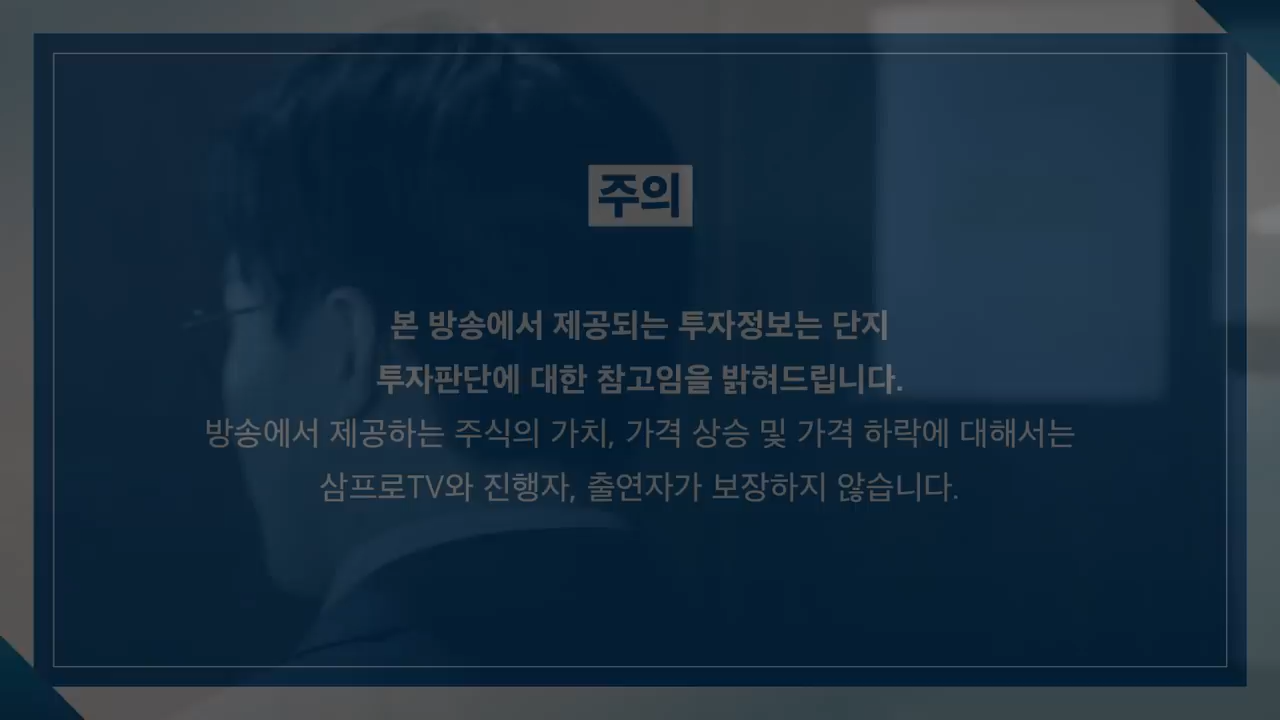 주의
본 방송에서 제공되는 투자정보는 단지
투자판단에 대한 참고임을 밝혀드립니다.
방송에서 제공하는 주식의 가치, 가격 상승 및 가격 하락에 대해서는
삼프로TV와 진행자, 출연자가 보장하지 않습니다.